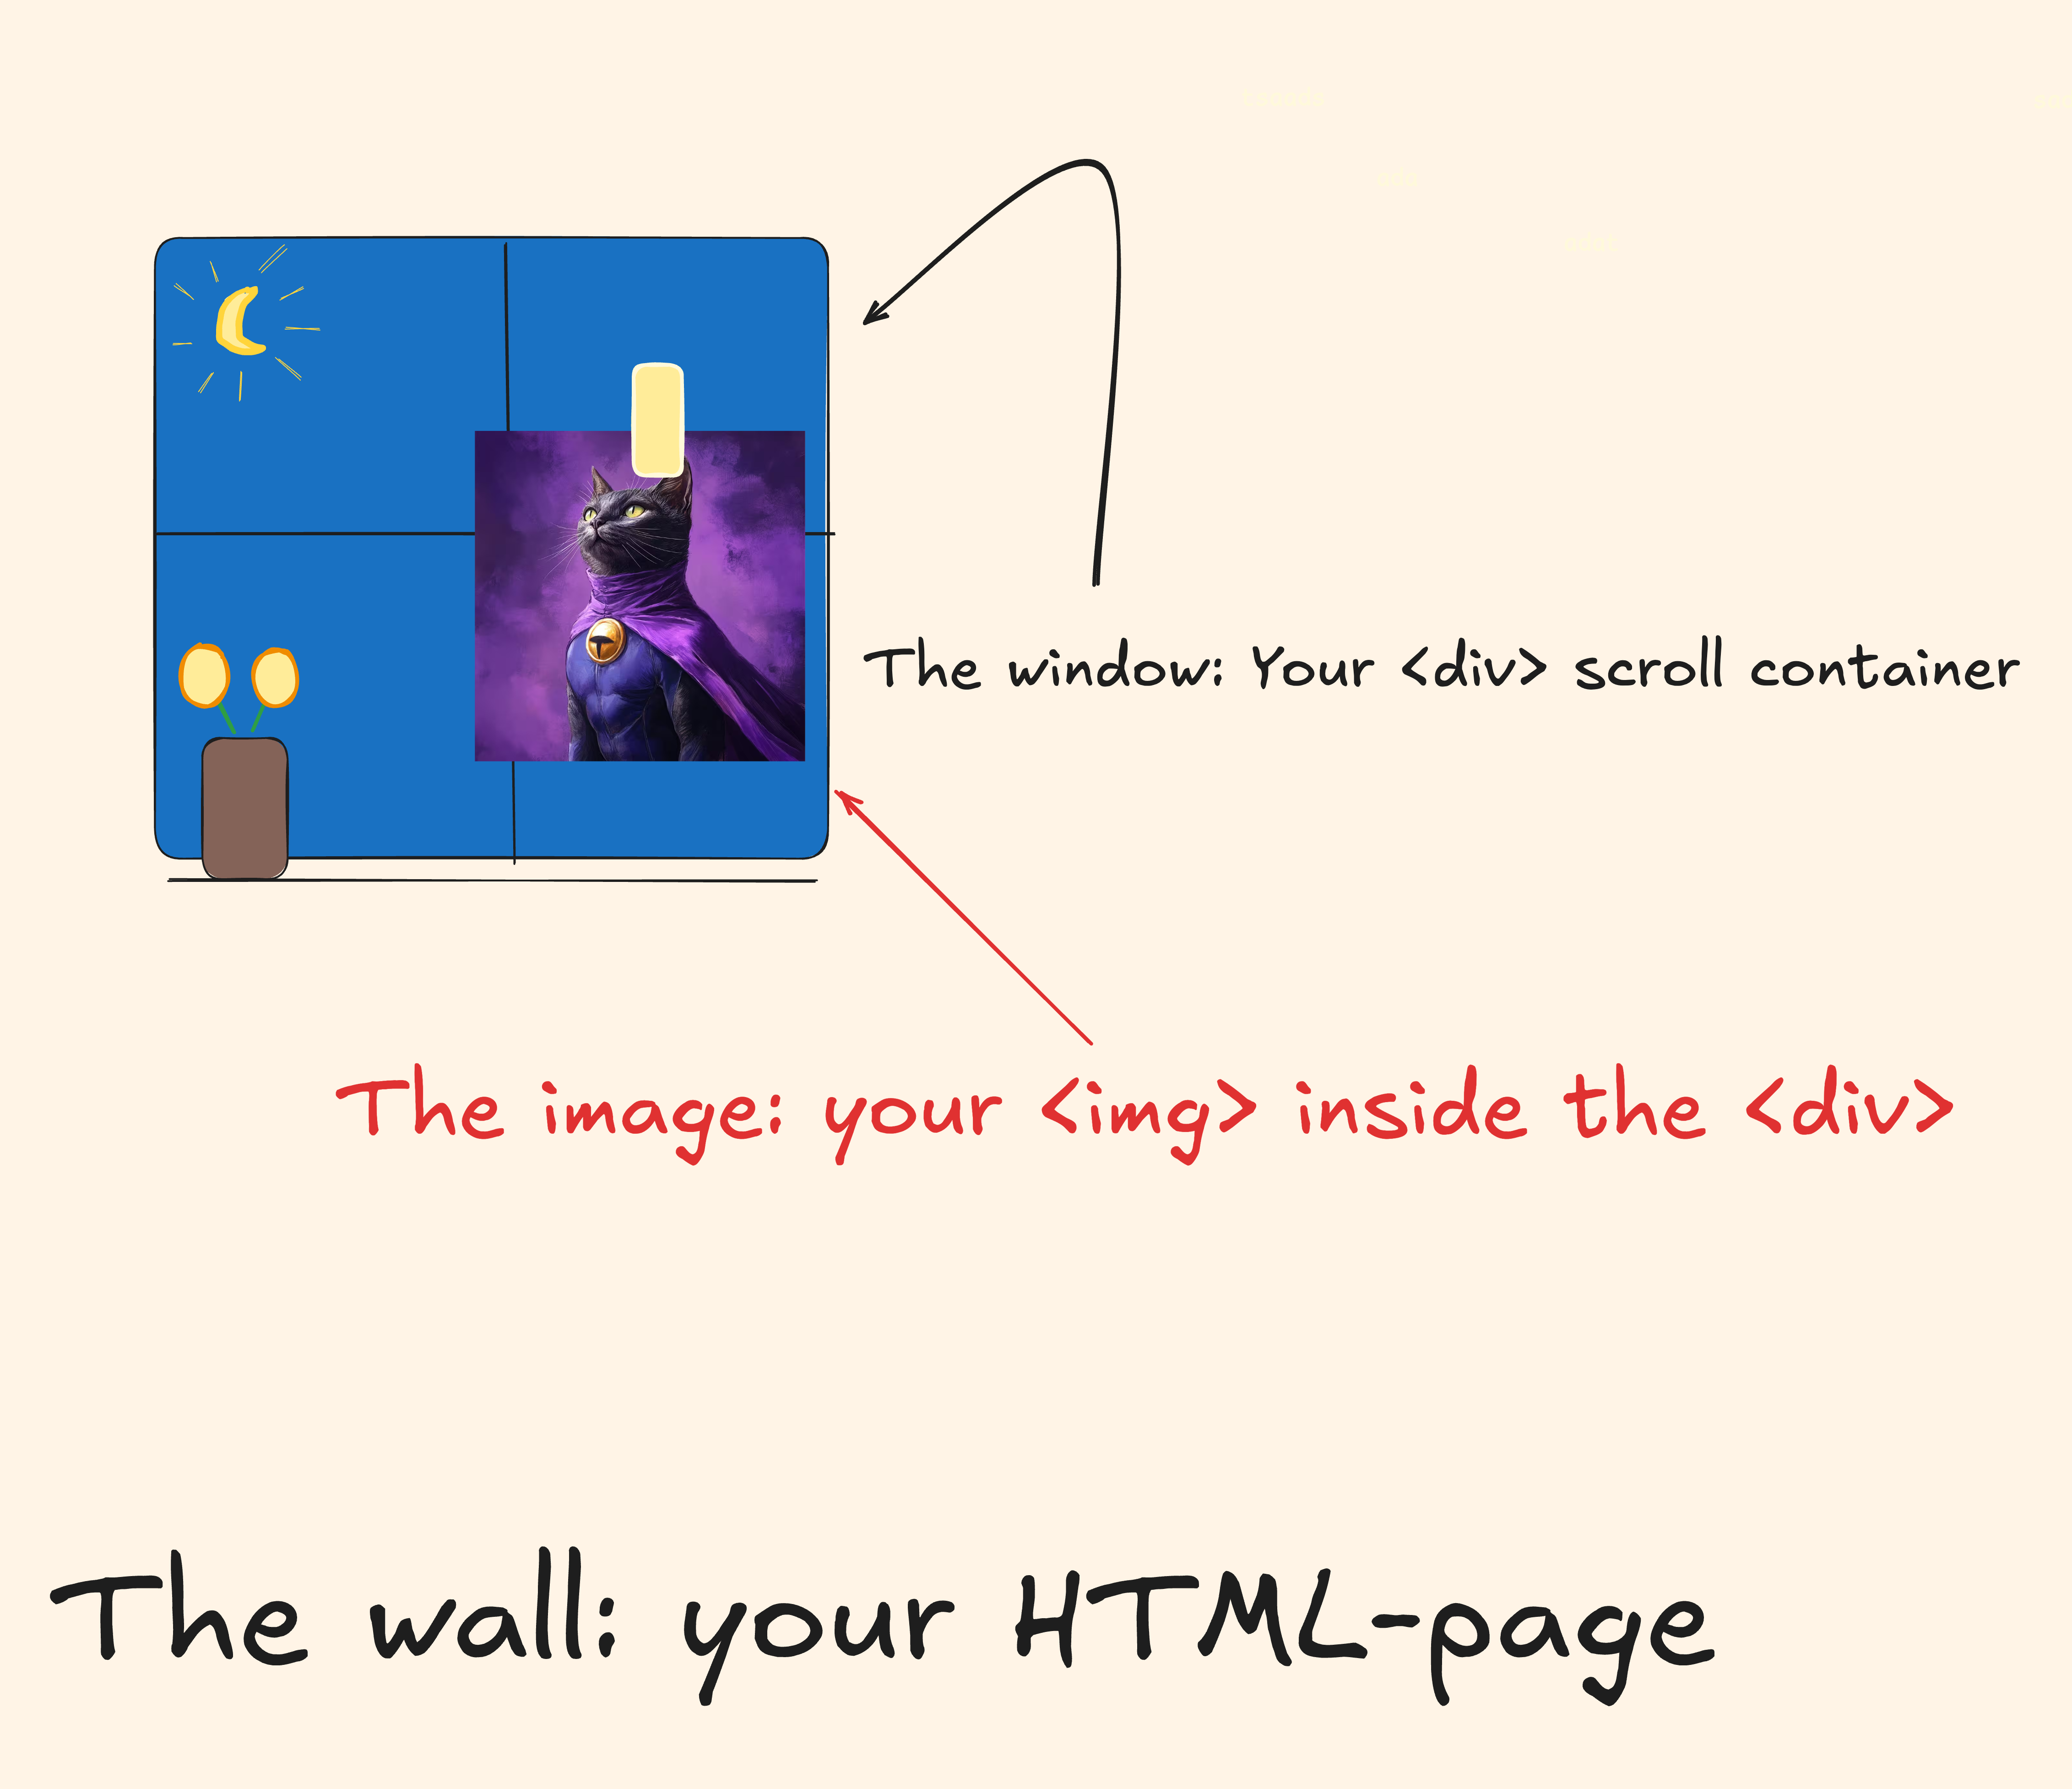 The window: Your <div> scroll container
The image: your <img> inside the <div>
The wall: your HTML-page